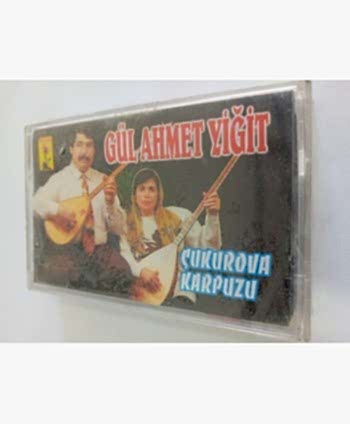 GÜL AHMET YİĞİT
ÇUKUROVA
KARPUZU